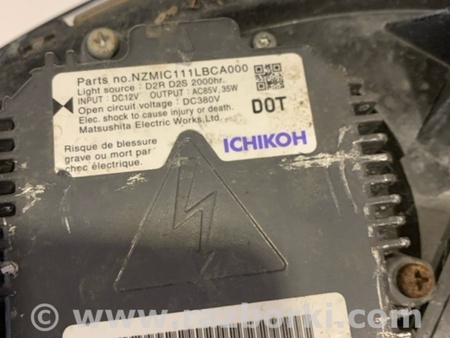 Parts no.NZMIC111LBCA000
Light source : D2R D2S 2000hr.
INPUT : DC12V OUTPUT : AC85V, 35W
Open circuit voltage : DC380V
Elec. shock to cause injury or death.
Matsushita Electric Works,Ltd.
DOT
Risque de blessure
grave ou mort par
choc électrique.
ICHIKOH